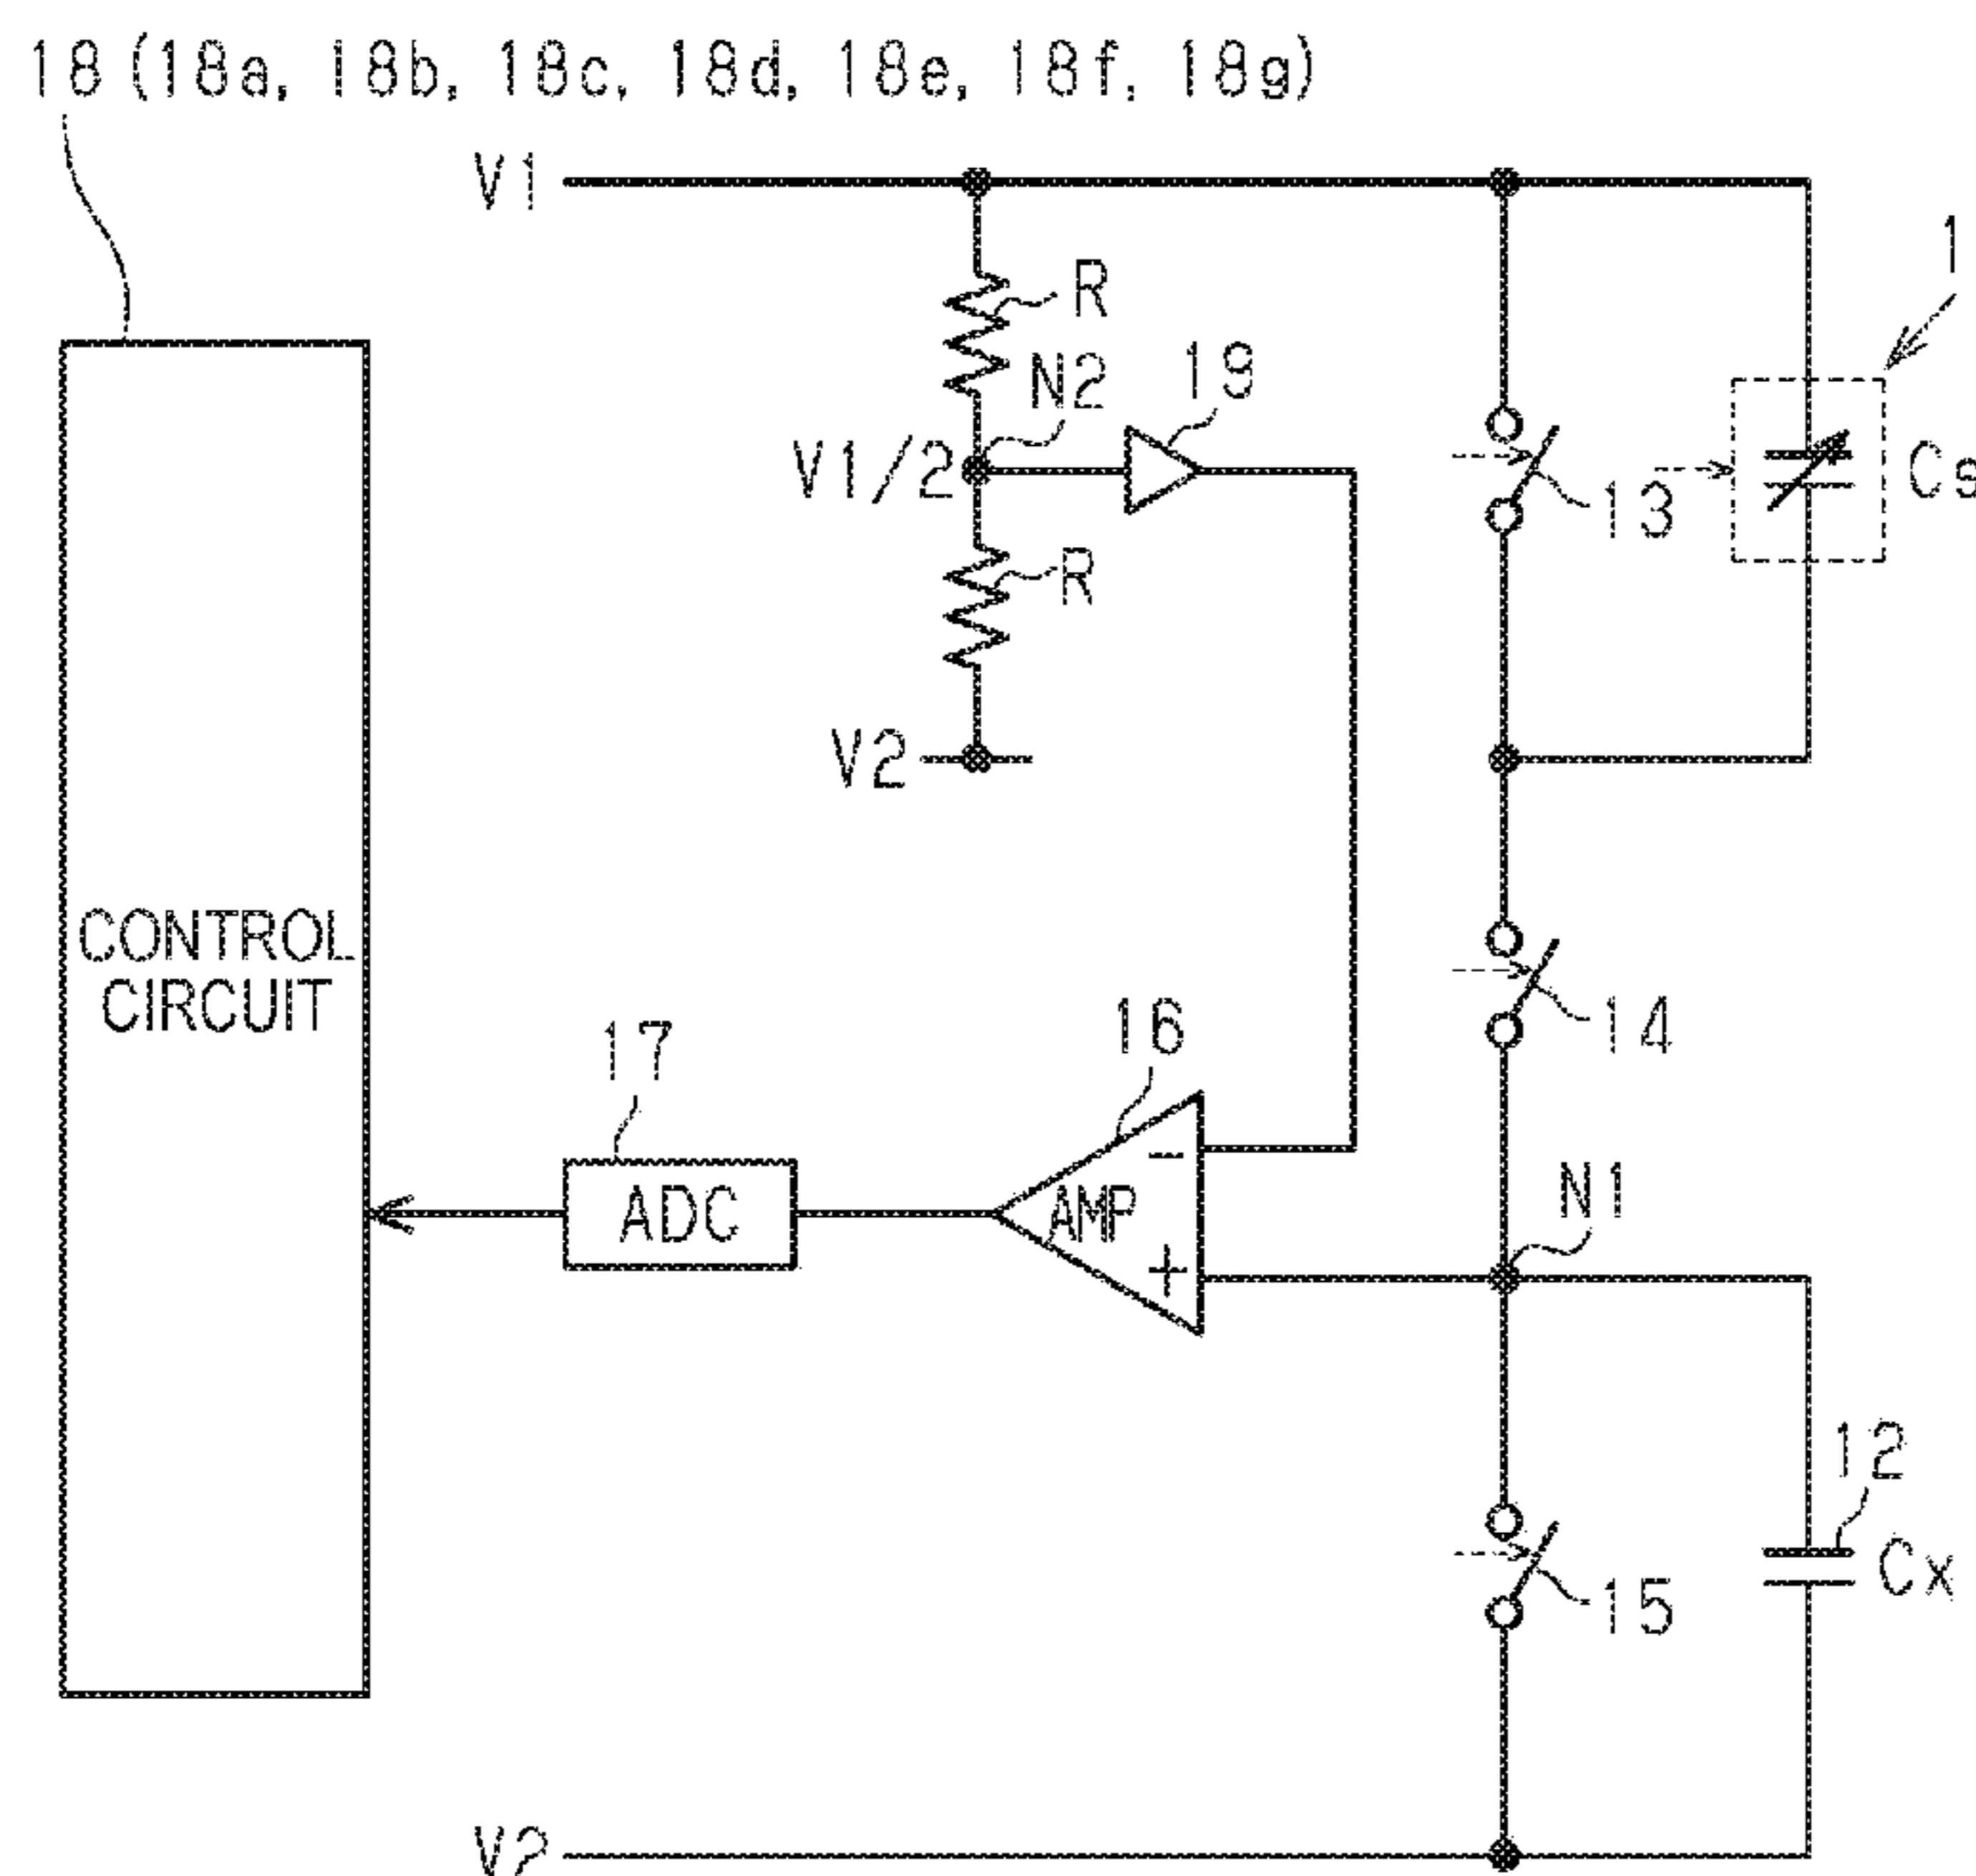 18 (18a, 18b, 18c, 18d, 18e, 18f, 18g)
V1
1
R
N2
19
V1/2
13
R
V2
CONTROL
CIRCUIT
14
17
16
ADC
AMP
-
+
N1
12
15
Cx
V2